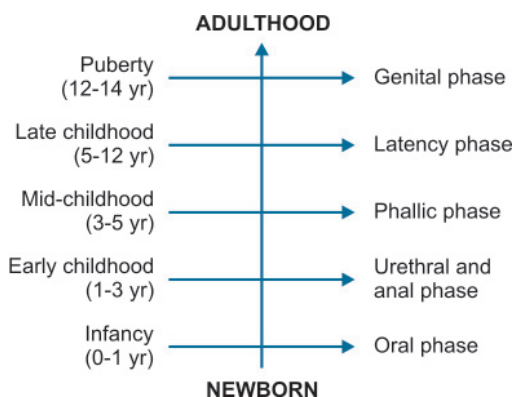 ADULTHOOD
Puberty
(12-14 yr)
Genital phase
Late childhood
(5-12 yr)
Latency phase
Mid-childhood
(3-5 yr)
Phallic phase
Early childhood
(1-3 yr)
Urethral and
anal phase
Infancy
(0-1 yr)
Oral phase
NEWBORN